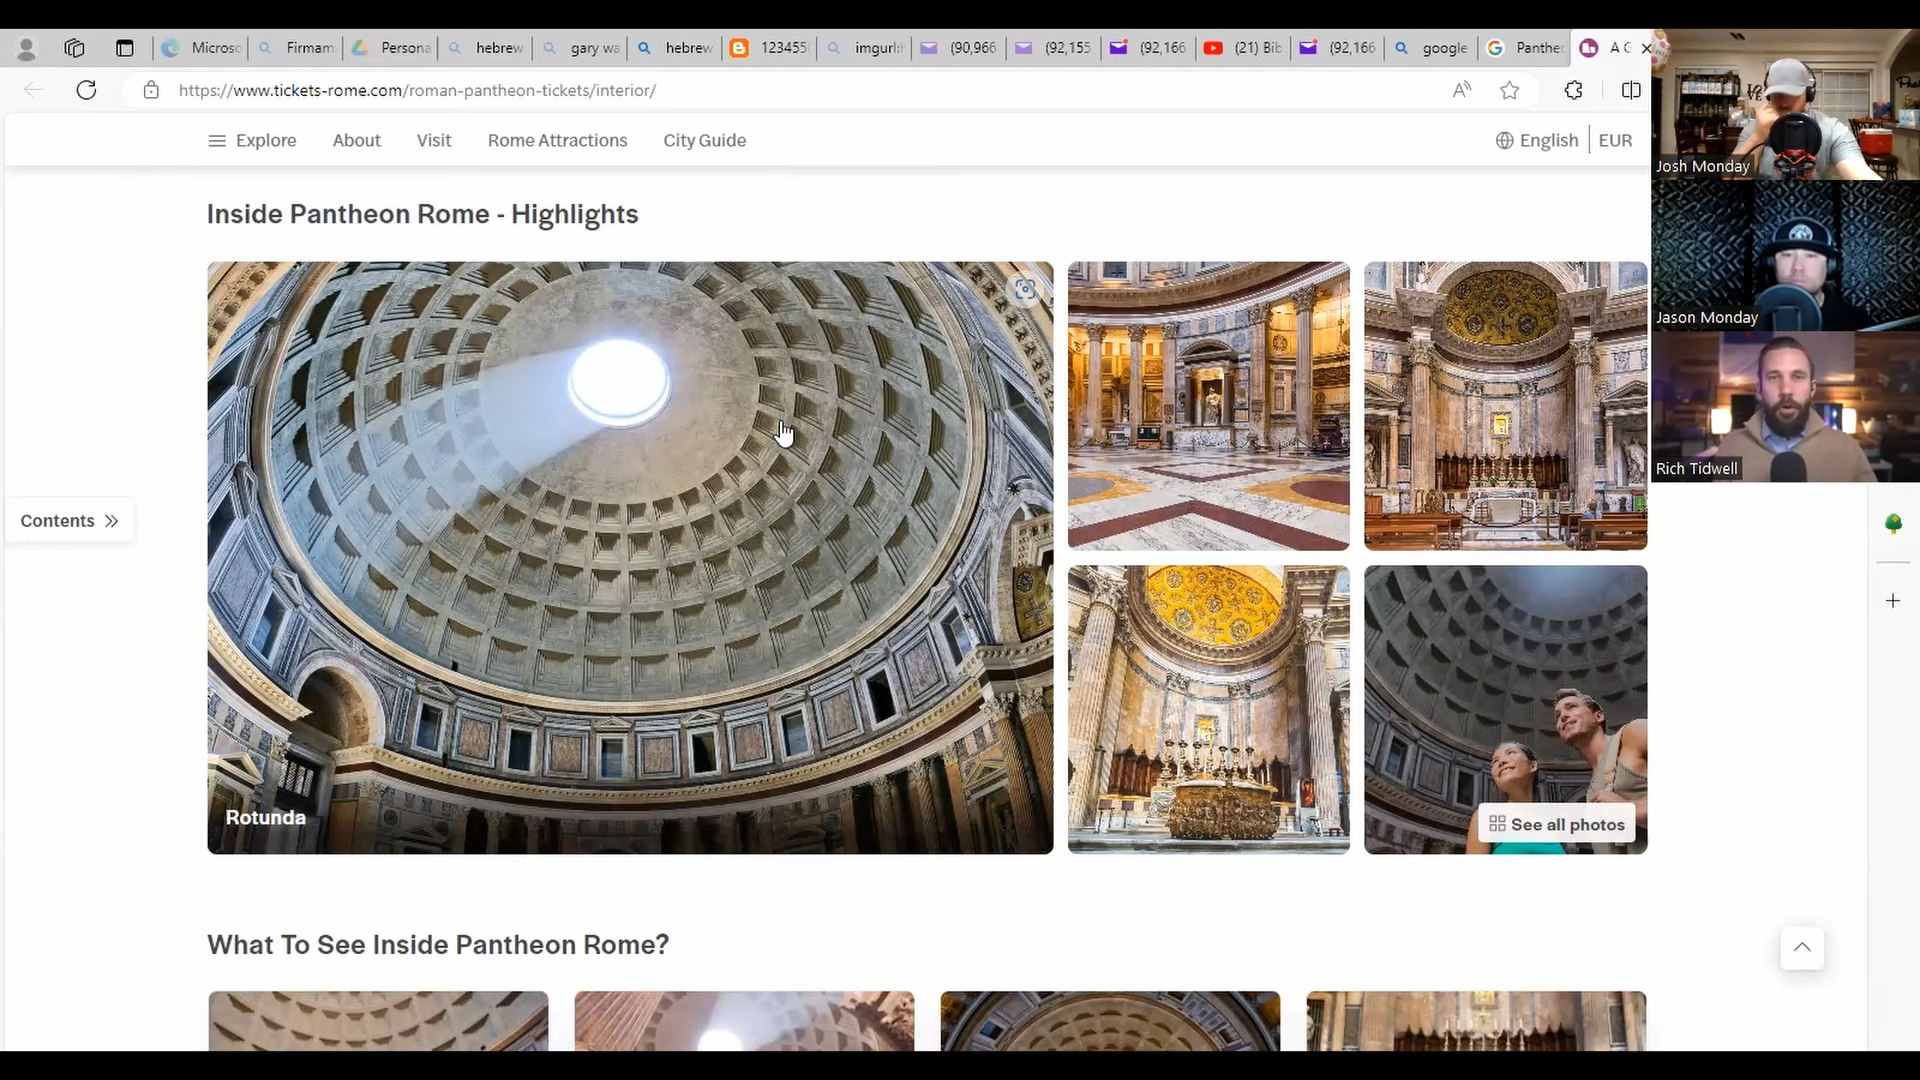 Microso
Firmam
Persona
hebrew
gary wa
hebrew
123455
imgurl:
(90,966
(92,155
(92,166
(21) Bib
(92,166
google
Panthe
A G
https://www.tickets-rome.com/roman-pantheon-tickets/interior/
Explore
About
Visit
Rome Attractions
City Guide
English
EUR
Josh Monday
Inside Pantheon Rome - Highlights
Jason Monday
Rich Tidwell
Contents
Rotunda
See all photos
What To See Inside Pantheon Rome?